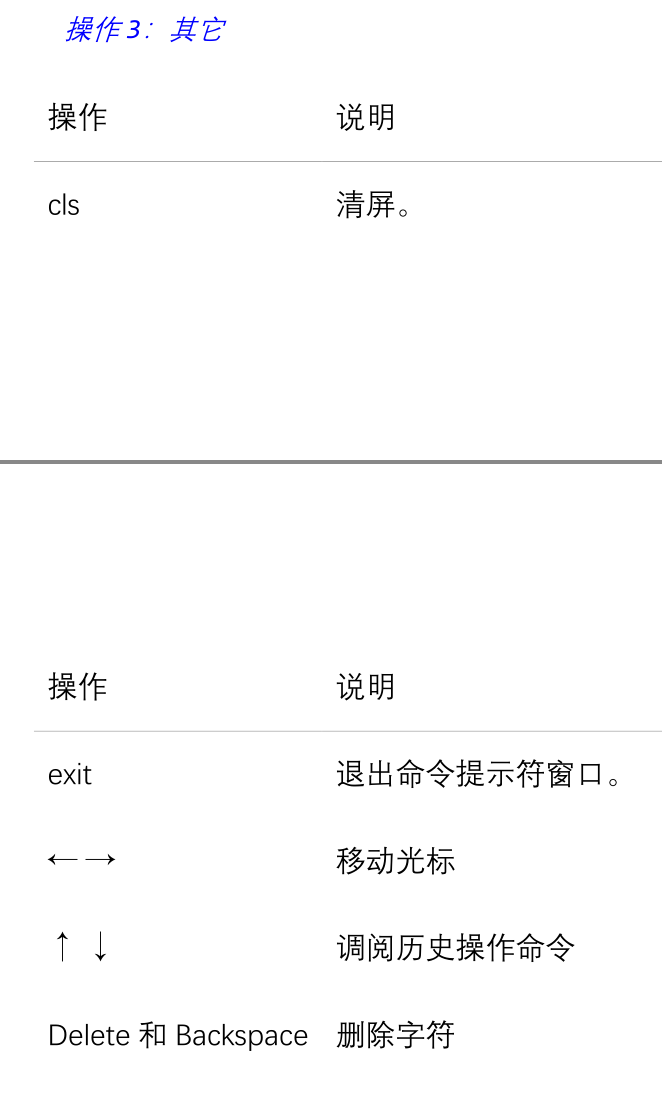 操作 3：其它
操作 说明
cls 清屏。
操作 说明
exit 退出命令提示符窗口。
←→ 移动光标
↑ ↓ 调阅历史操作命令
Delete 和 Backspace 删除字符